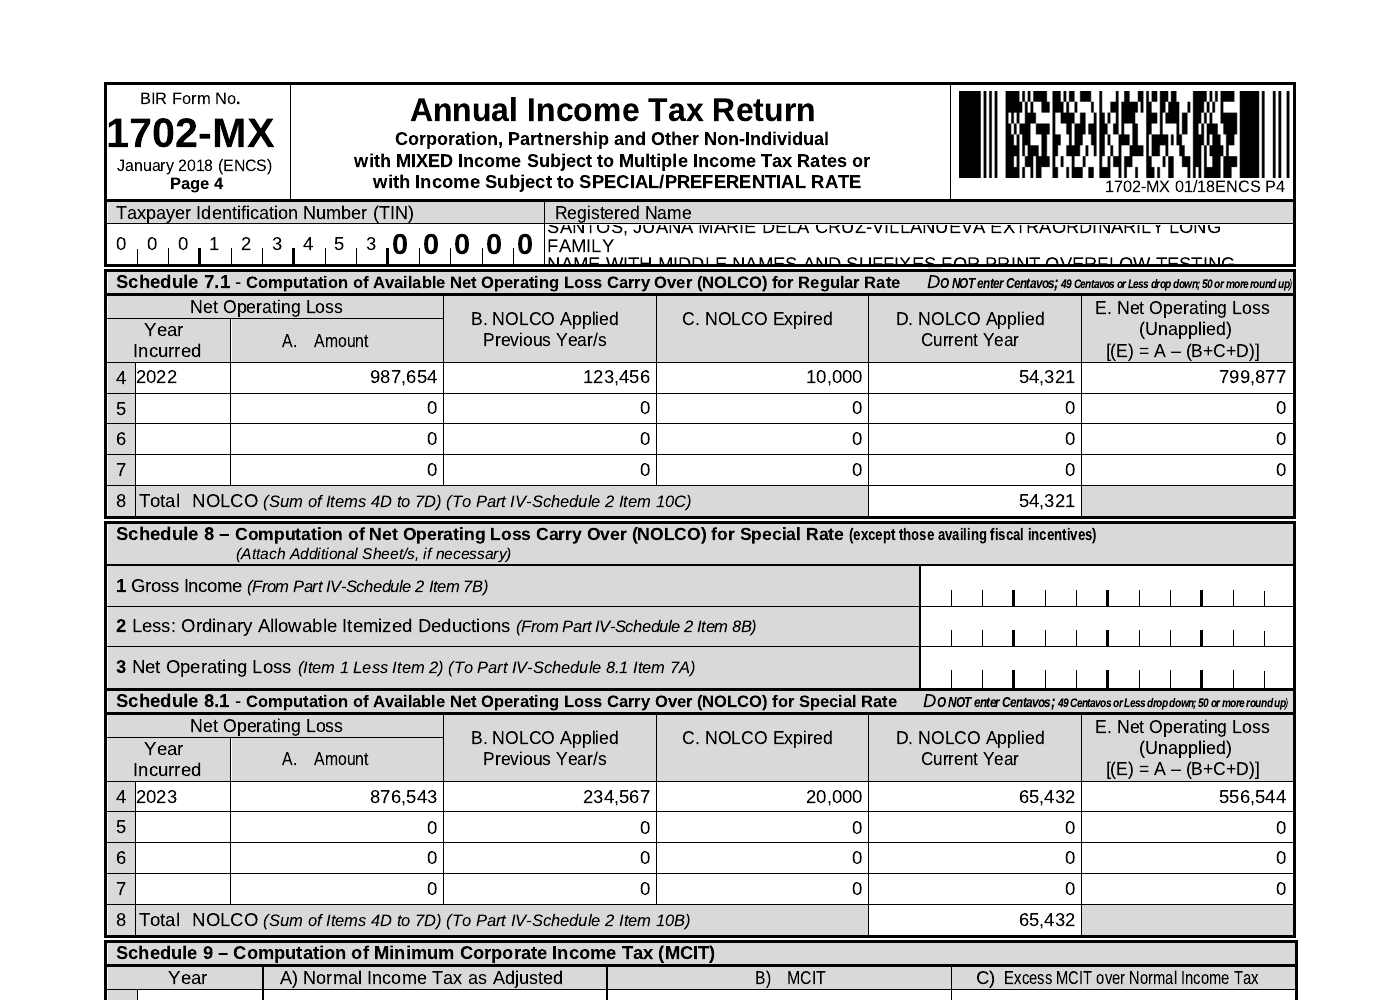 BIR Form No.
1702-MX
January 2018 (ENCS)
Page 4
Annual Income Tax Return
Corporation, Partnership and Other Non-Individual
with MIXED Income Subject to Multiple Income Tax Rates or
with Income Subject to SPECIAL/PREFERENTIAL RATE
1702-MX 01/18ENCS P4
Taxpayer Identification Number (TIN) Registered Name
0 0 0 1 2 3 4 5 3 0 0 0 0 0
SANTOS, JUANA MARIE DELA CRUZ-VILLANUEVA EXTRAORDINARILY LONG
FAMILY
NAME WITH MIDDLE NAMES AND SUFFIXES FOR PRINT OVERFLOW TESTING
Schedule 7.1 - Computation of Available Net Operating Loss Carry Over (NOLCO) for Regular Rate Do NOT enter Centavos; 49 Centavos or Less drop down; 50 or more round up)
Net Operating Loss
Year
Incurred
A. Amount
B. NOLCO Applied
Previous Year/s
C. NOLCO Expired
D. NOLCO Applied
Current Year
E. Net Operating Loss
(Unapplied)
[(E) = A – (B+C+D)]
4 2022 987,654 123,456 10,000 54,321 799,877
5 0 0 0 0 0
6 0 0 0 0 0
7 0 0 0 0 0
8 Total NOLCO (Sum of Items 4D to 7D) (To Part IV-Schedule 2 Item 10C) 54,321
Schedule 8 – Computation of Net Operating Loss Carry Over (NOLCO) for Special Rate (except those availing fiscal incentives)
(Attach Additional Sheet/s, if necessary)
1 Gross Income (From Part IV-Schedule 2 Item 7B)
2 Less: Ordinary Allowable Itemized Deductions (From Part IV-Schedule 2 Item 8B)
3 Net Operating Loss (Item 1 Less Item 2) (To Part IV-Schedule 8.1 Item 7A)
Schedule 8.1 - Computation of Available Net Operating Loss Carry Over (NOLCO) for Special Rate Do NOT enter Centavos; 49 Centavos or Less drop down; 50 or more round up)
Net Operating Loss
Year
Incurred
A. Amount
B. NOLCO Applied
Previous Year/s
C. NOLCO Expired
D. NOLCO Applied
Current Year
E. Net Operating Loss
(Unapplied)
[(E) = A – (B+C+D)]
4 2023 876,543 234,567 20,000 65,432 556,544
5 0 0 0 0 0
6 0 0 0 0 0
7 0 0 0 0 0
8 Total NOLCO (Sum of Items 4D to 7D) (To Part IV-Schedule 2 Item 10B) 65,432
Schedule 9 – Computation of Minimum Corporate Income Tax (MCIT)
Year A) Normal Income Tax as Adjusted B) MCIT C) Excess MCIT over Normal Income Tax